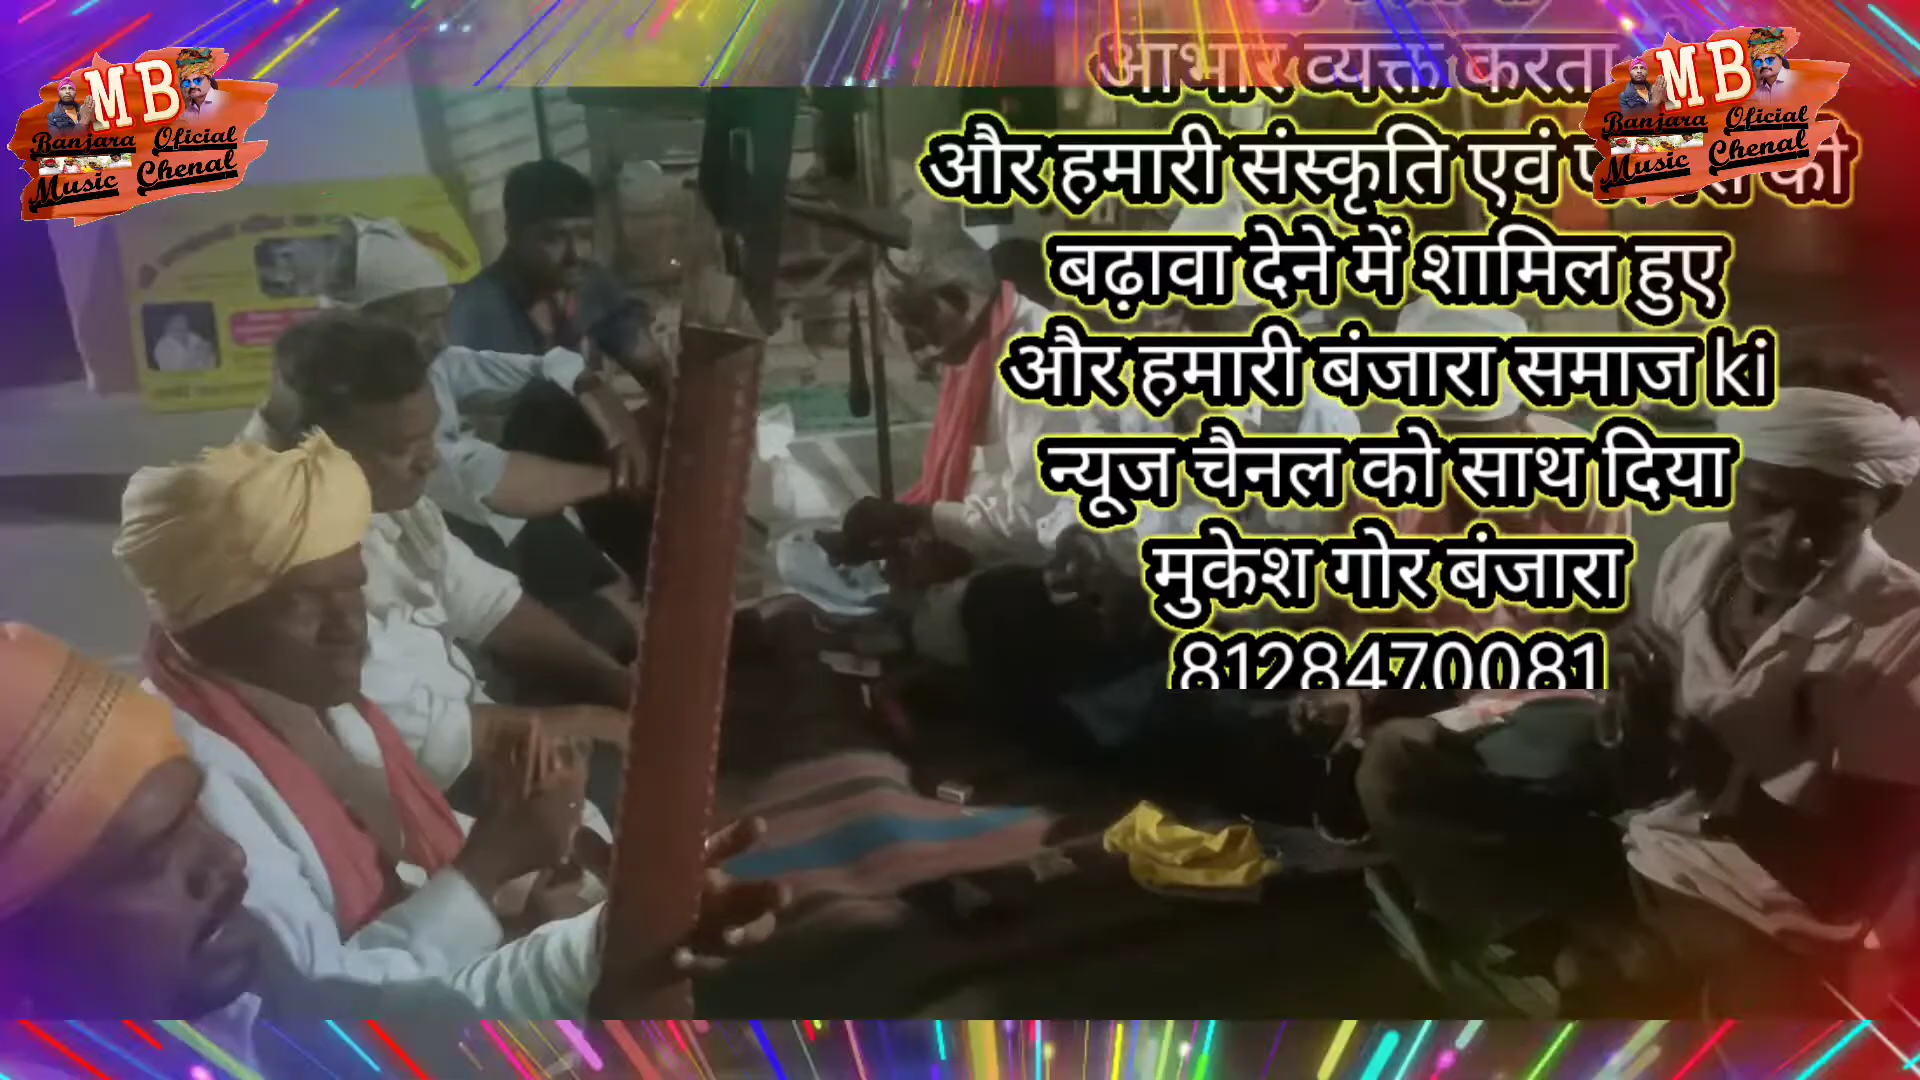 MB
Banjara Oficial
Music Chenal
MB
Banjara Oficial
Music Chenal
आभार व्यक्त करता
और हमारी संस्कृति एवं को
बढ़ावा देने में शामिल हुए
और हमारी बंजारा समाज ki
न्यूज चैनल को साथ दिया
मुकेश गोर बंजारा
8128470081